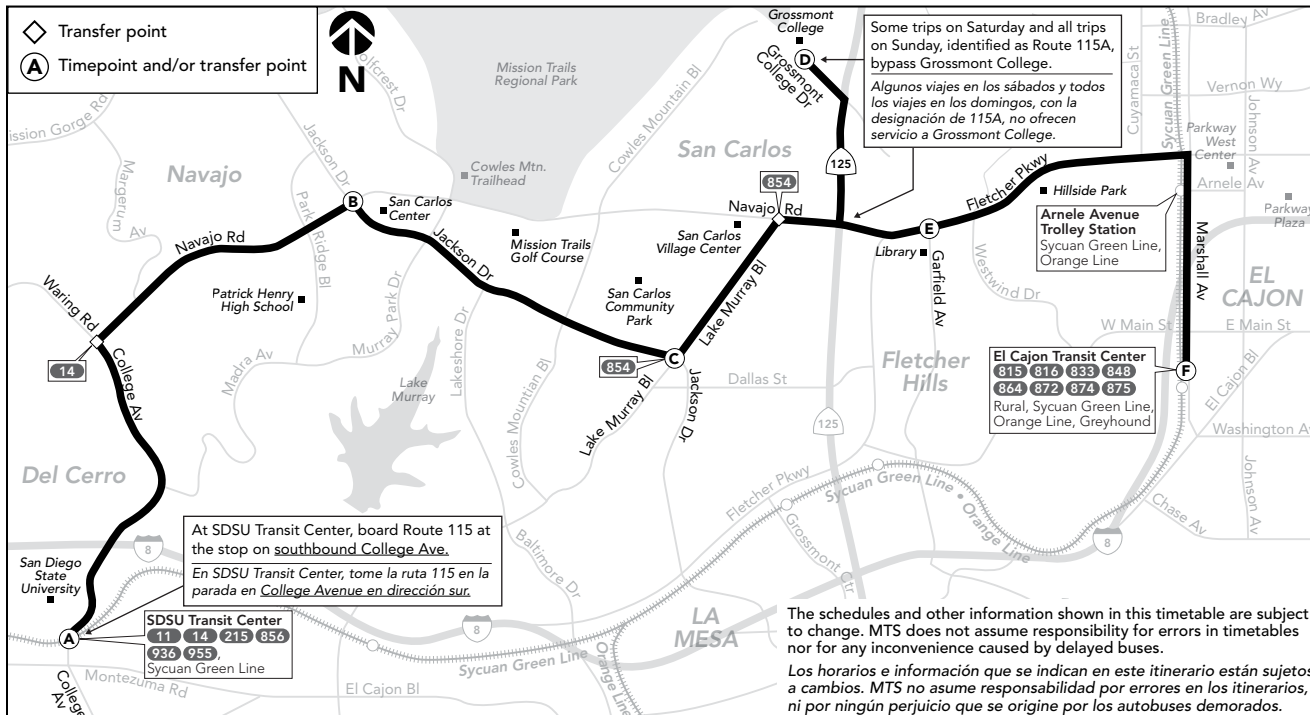 Transfer point
A Timepoint and/or transfer point
N
Grossmont
College
D
Grossmont
College Dr
Some trips on Saturday and all trips
on Sunday, identified as Route 115A,
bypass Grossmont College.
Algunos viajes en los sábados y todos
los viajes en los domingos, con la
designación de 115A, no ofrecen
servicio a Grossmont College.
Bradley Av
Cuyamaca St
Sycuan Green Line
Vernon Wy
Johnson Av
Parkway
West
Center
Arnele Av
Parkway
Plaza
Golfcrest Dr
Mission Trails
Regional Park
Cowles Mountain Bl
ission Gorge Rd
Margerum
Av
Navajo
Jackson Dr
Cowles Mtn.
Trailhead
San Carlos
125
854
Navajo Rd
Fletcher Pkwy
Hillside Park
B
San Carlos
Center
Navajo Rd
Park
Ridge Bl
Jackson Dr
Mission Trails
Golf Course
San Carlos
Village Center
E
Library
Garfield Av
Arnele Avenue
Trolley Station
Sycuan Green Line,
Orange Line
Marshall Av
EL
CAJON
Westwind Dr
Patrick Henry
High School
Murray Park Dr
San Carlos
Community
Park
Lake Murray Bl
Waring Rd
14
College Av
Madra Av
Lakeshore Dr
Lake
Murray
854
C
Lake Murray Bl
Jackson Dr
Dallas St
Fletcher
Hills
W Main St
E Main St
El Cajon Transit Center
815 816 833 848
864 872 874 875
Rural, Sycuan Green Line,
Orange Line, Greyhound
F
El Cajon Bl
Cowles Mountian Bl
125
Washington Av
Del Cerro
Fletcher Pkwy
Sycuan Green Line • Orange Line
Johnson Av
Chase Av
8
At SDSU Transit Center, board Route 115 at
the stop on southbound College Ave.
En SDSU Transit Center, tome la ruta 115 en la
parada en College Avenue en dirección sur.
8
San Diego
State
University
Baltimore Dr
Grossmont Ctr
A
SDSU Transit Center
11 14 215 856
936 955,
Sycuan Green Line
8
LA
MESA
Sycuan Green Line
Orange Line
College
Av
Montezuma Rd
El Cajon Bl
The schedules and other information shown in this timetable are subject
to change. MTS does not assume responsibility for errors in timetables
nor for any inconvenience caused by delayed buses.
Los horarios e información que se indican en este itinerario están sujetos
a cambios. MTS no asume responsabilidad por errores en los itinerarios,
ni por ningún perjuicio que se origine por los autobuses demorados.